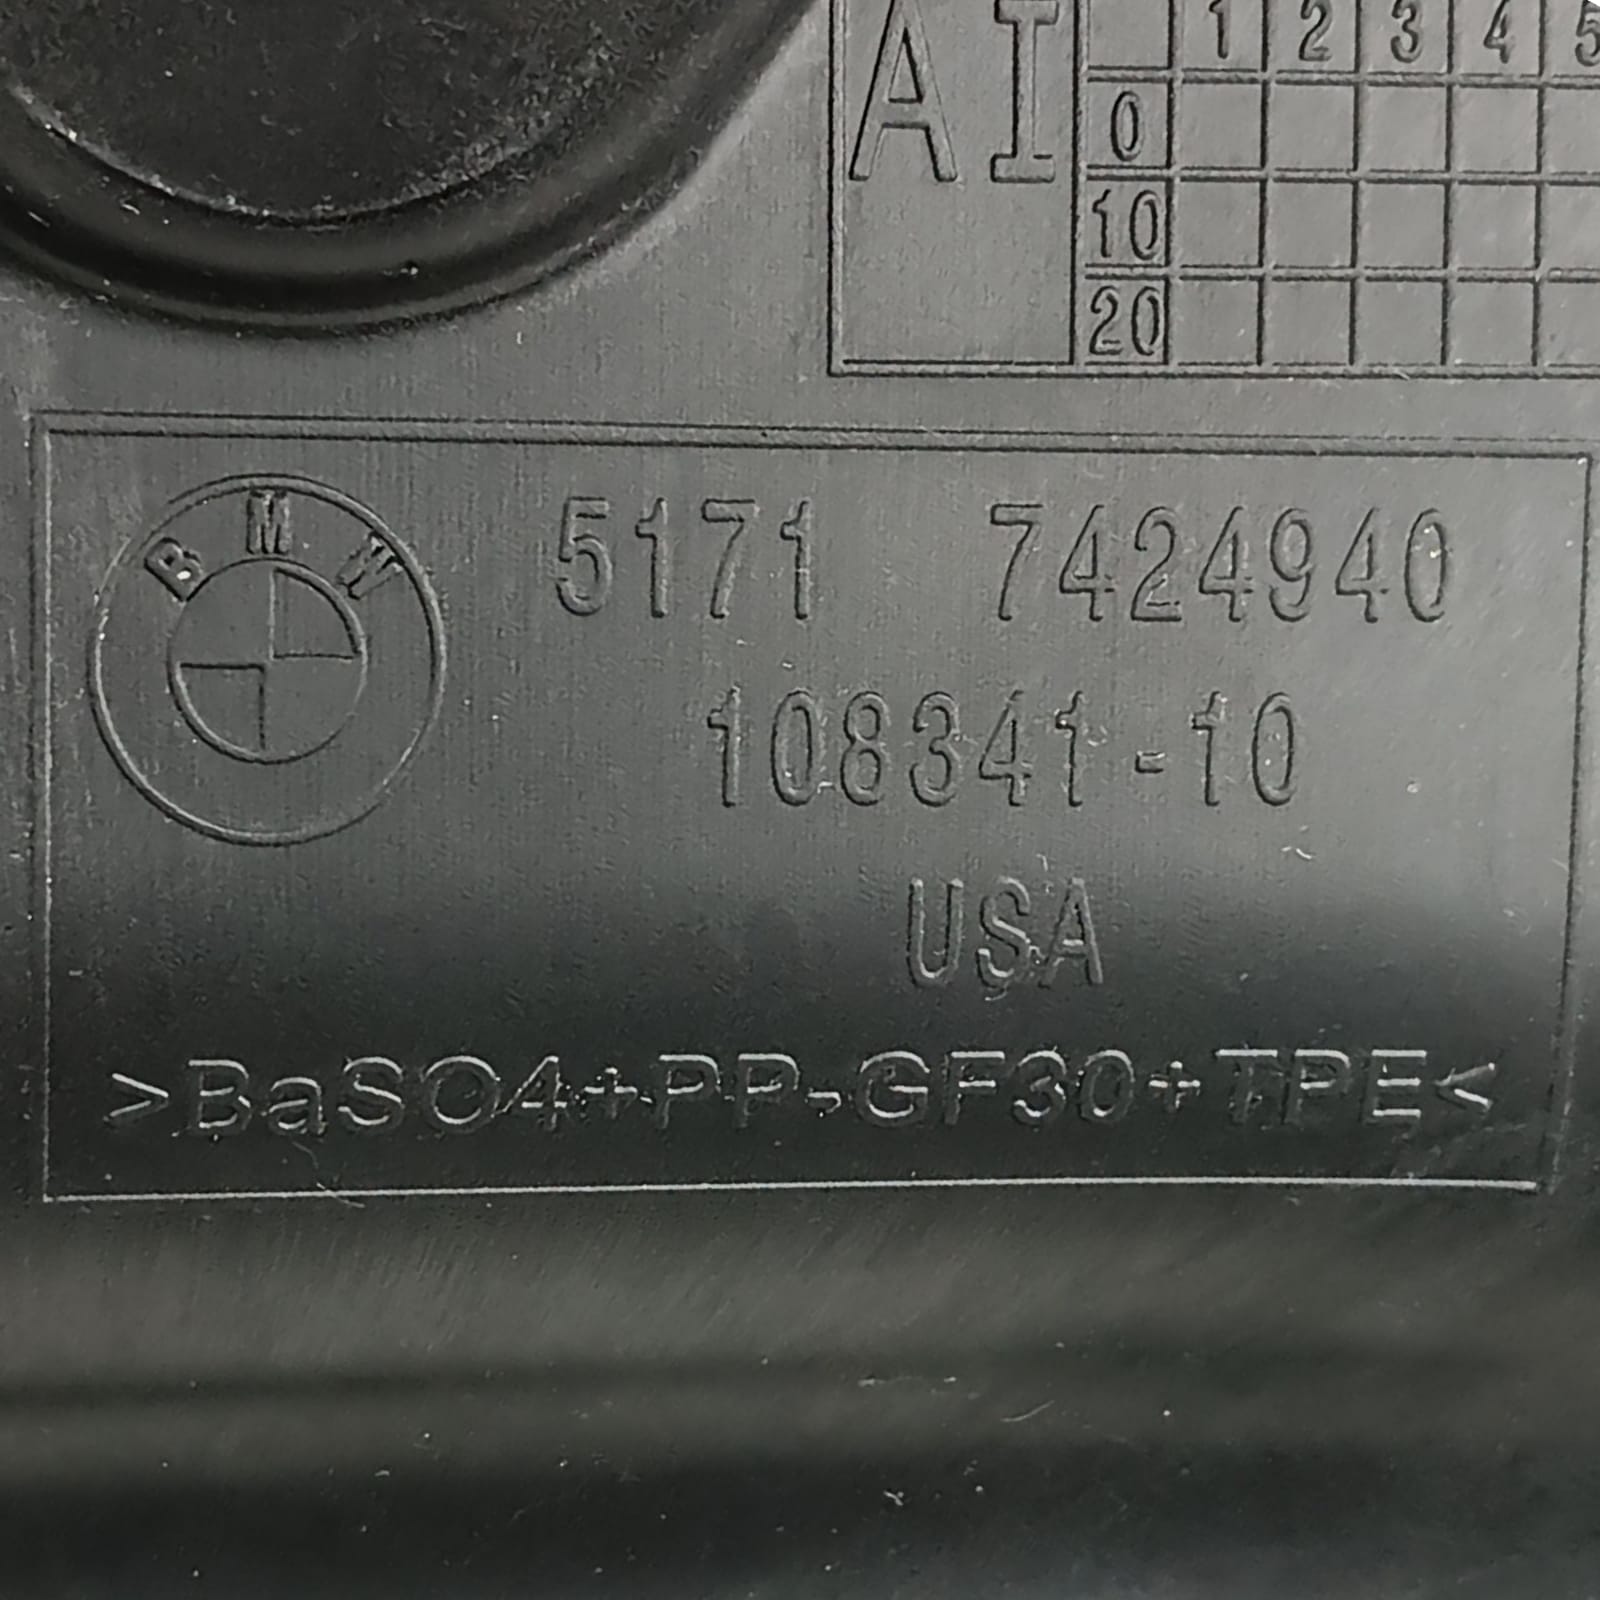 AI 1 2 3 4 5
0
10
20
BMW
5171 7424940
108341-10
USA
>BaSO4+PP-GF30+TPE<